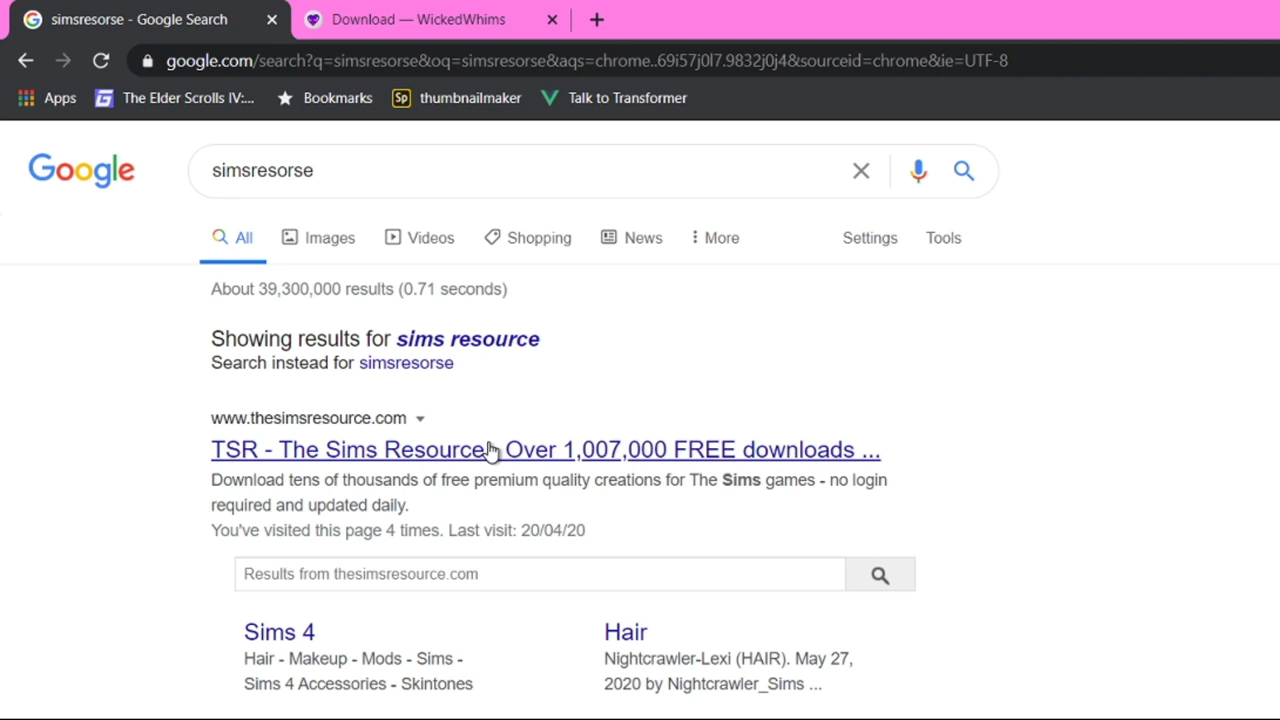 simsresorse - Google Search
Download — WickedWhims
google.com/search?q=simsresorse&oq=simsresorse&aqs=chrome..69i57j0l7.9832j0j4&sourceid=chrome&ie=UTF-8
Apps The Elder Scrolls IV:... Bookmarks Sp thumbnailmaker Talk to Transformer
Google simsresorse
All Images Videos Shopping News More Settings Tools
About 39,300,000 results (0.71 seconds)
Showing results for sims resource
Search instead for simsresorse
www.thesimsresource.com
TSR - The Sims Resource - Over 1,007,000 FREE downloads ...
Download tens of thousands of free premium quality creations for The Sims games - no login
required and updated daily.
You've visited this page 4 times. Last visit: 20/04/20
Results from thesimsresource.com
Sims 4
Hair - Makeup - Mods - Sims -
Sims 4 Accessories - Skintones
Hair
Nightcrawler-Lexi (HAIR). May 27,
2020 by Nightcrawler_Sims ...